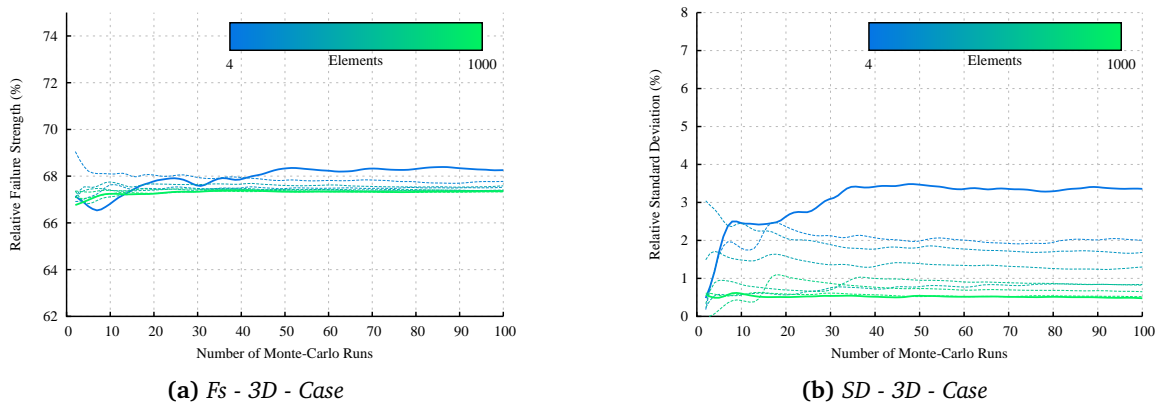 74
72
70
68
66
64
62
0 10 20 30 40 50 60 70 80 90 100
Relative Failure Strength (%)
Number of Monte-Carlo Runs
4 Elements 1000
(a) Fs - 3D - Case
8
7
6
5
4
3
2
1
0
0 10 20 30 40 50 60 70 80 90 100
Relative Standard Deviation (%)
Number of Monte-Carlo Runs
4 Elements 1000
(b) SD - 3D - Case